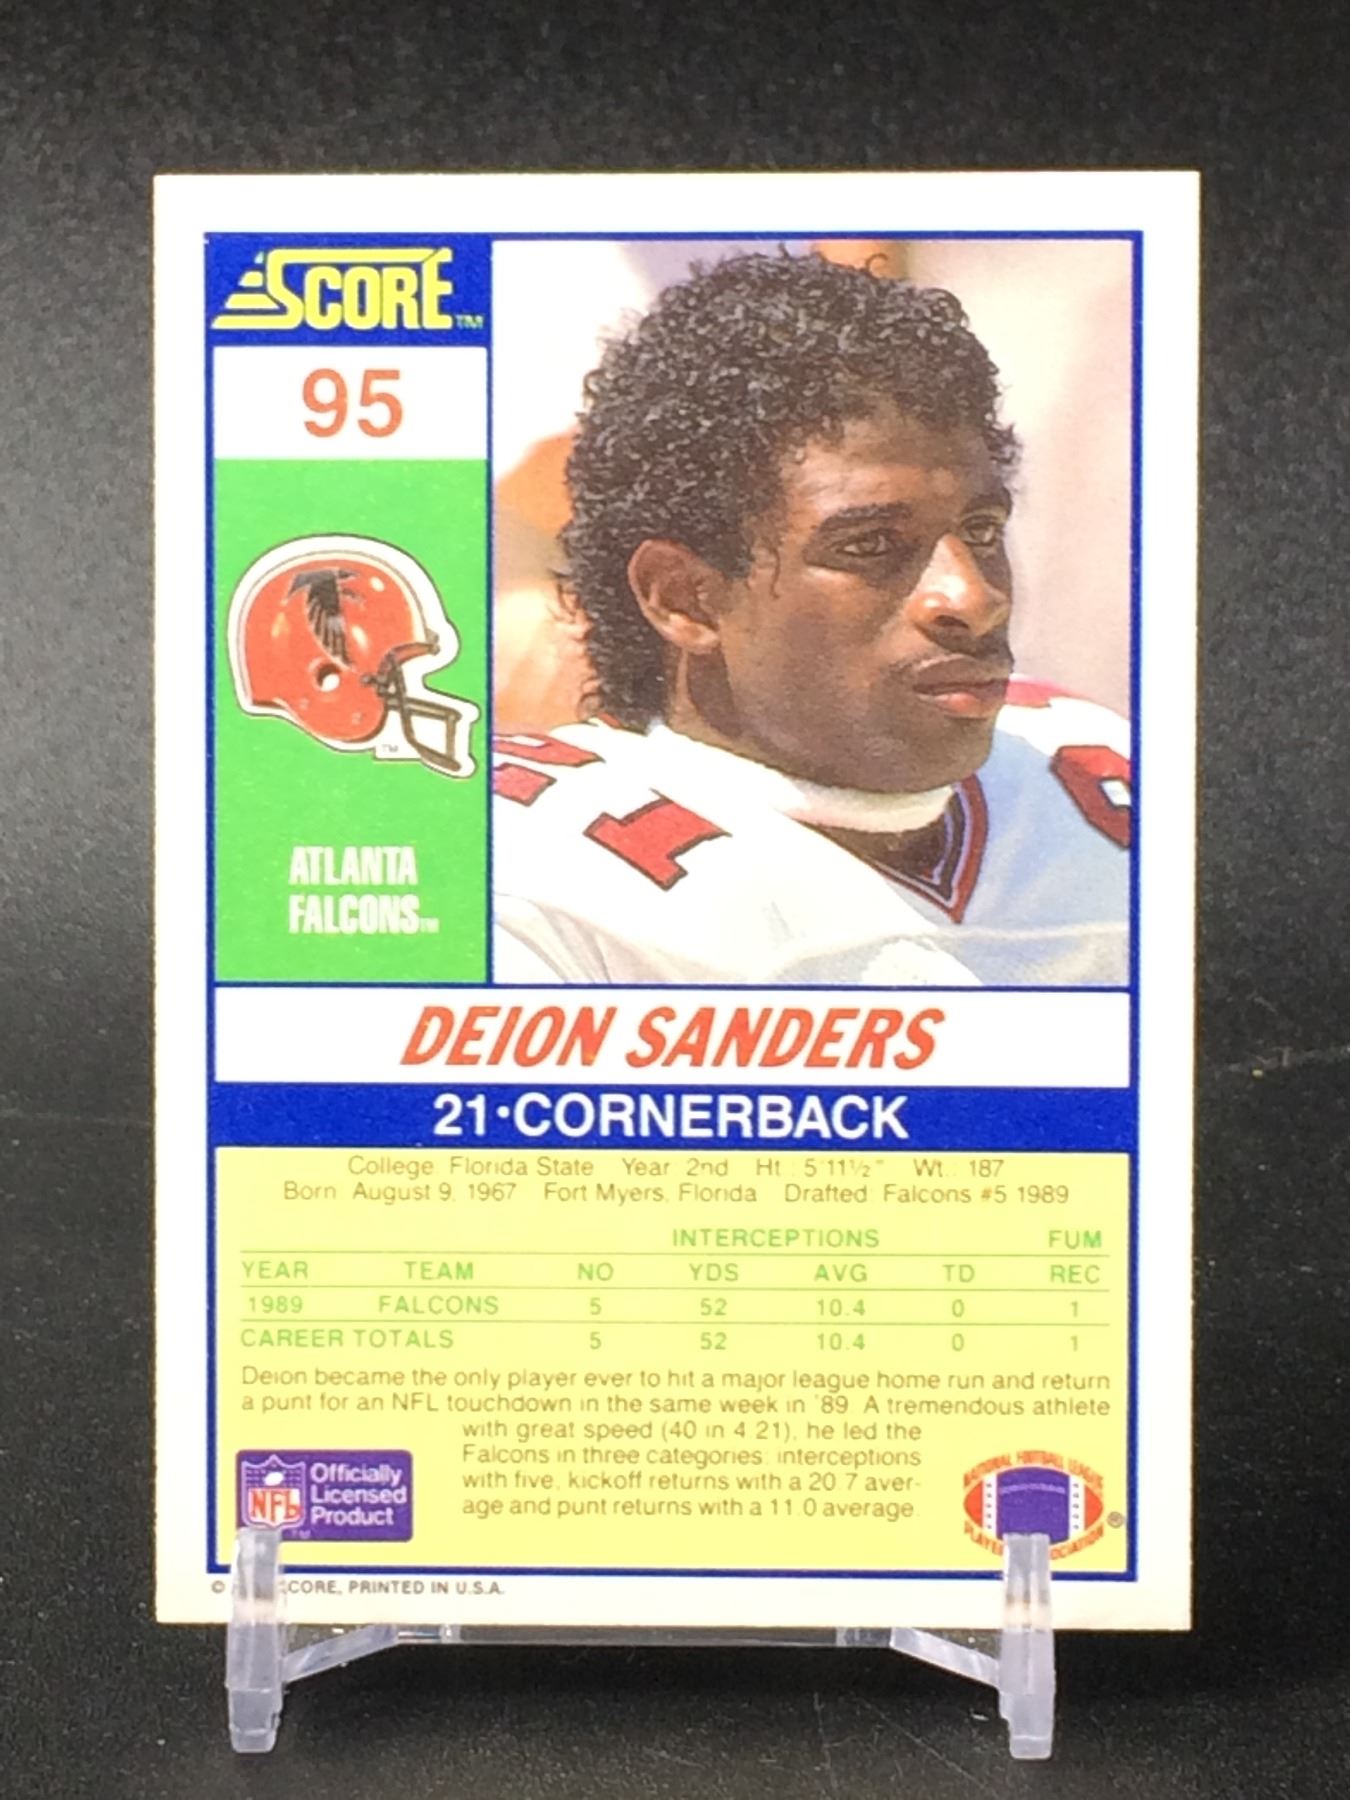 SCORE™
95
ATLANTA
FALCONS™
DEION SANDERS
21•CORNERBACK
College: Florida State Year: 2nd Ht.: 5'11½" Wt.: 187
Born: August 9, 1967 Fort Myers, Florida Drafted: Falcons #5 1989
INTERCEPTIONS FUM
YEAR TEAM NO YDS AVG TD REC
1989 FALCONS 5 52 10.4 0 1
CAREER TOTALS 5 52 10.4 0 1
Deion became the only player ever to hit a major league home run and return
a punt for an NFL touchdown in the same week in '89. A tremendous athlete
with great speed (40 in 4.21), he led the
Falcons in three categories: interceptions
with five, kickoff returns with a 20.7 aver-
age and punt returns with a 11.0 average.
NFL
Officially
Licensed
Product
™
NATIONAL FOOTBALL LEAGUE
®
© PRINTED IN U.S.A.